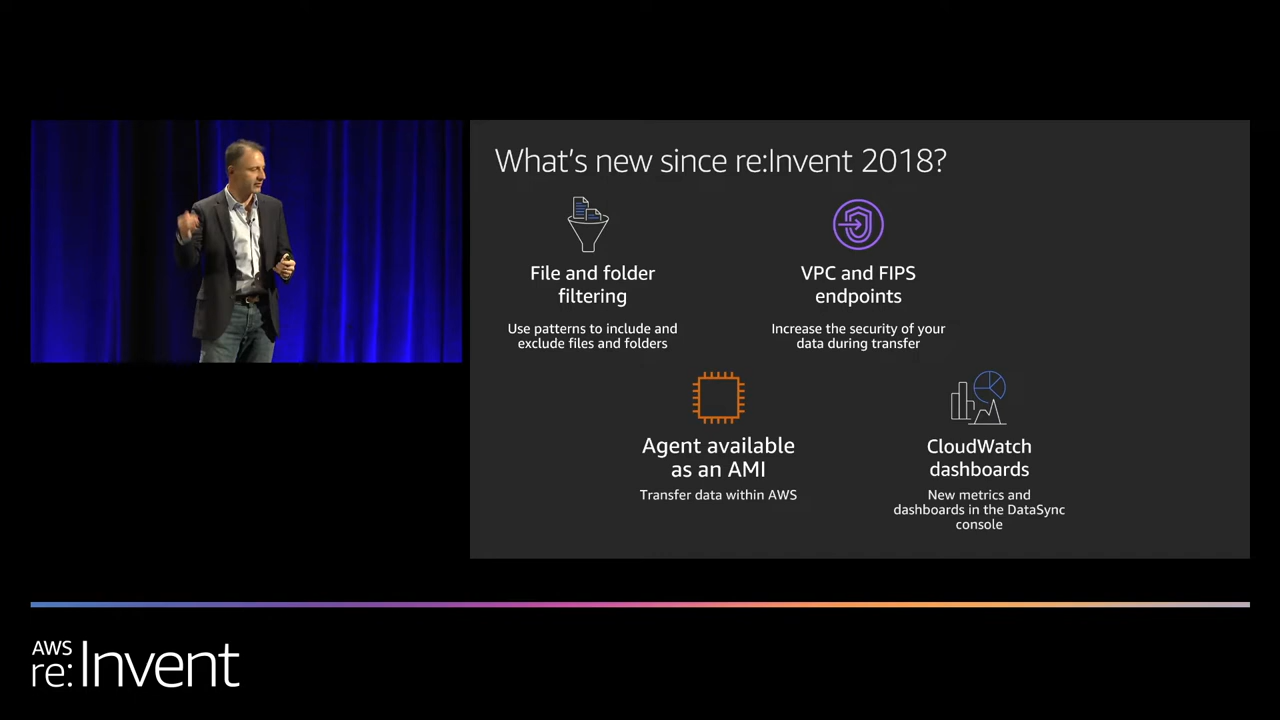 What's new since re:Invent 2018?
File and folder
filtering
Use patterns to include and
exclude files and folders
VPC and FIPS
endpoints
Increase the security of your
data during transfer
Agent available
as an AMI
Transfer data within AWS
CloudWatch
dashboards
New metrics and
dashboards in the DataSync
console
AWS
re:Invent